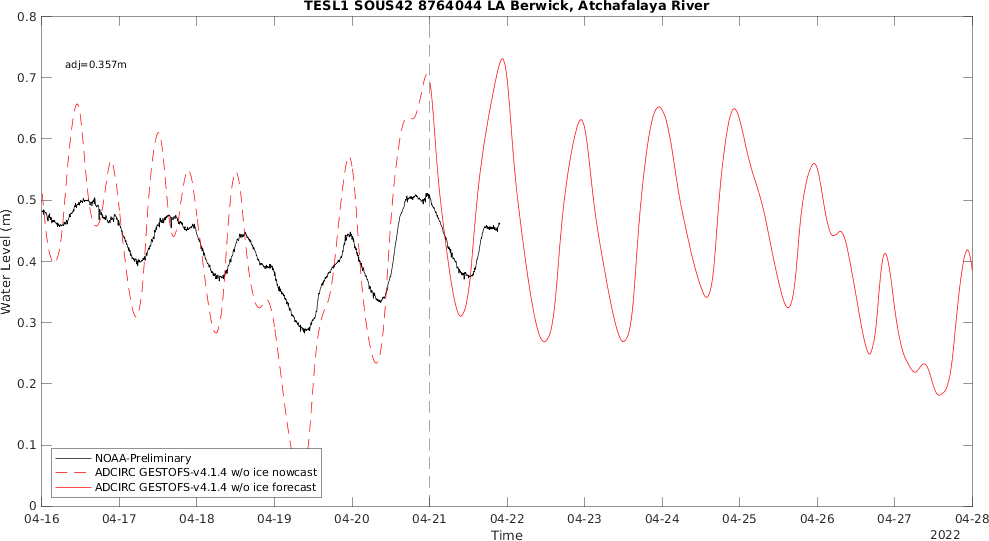 TESL1 SOUS42 8764044 LA Berwick, Atchafalaya River
adj=0.357m
Water Level (m)
0.8
0.7
0.6
0.5
0.4
0.3
0.2
0.1
0
NOAA-Preliminary
ADCIRC GESTOFS-v4.1.4 w/o ice nowcast
ADCIRC GESTOFS-v4.1.4 w/o ice forecast
04-16 04-17 04-18 04-19 04-20 04-21 04-22 04-23 04-24 04-25 04-26 04-27 04-28
Time
2022